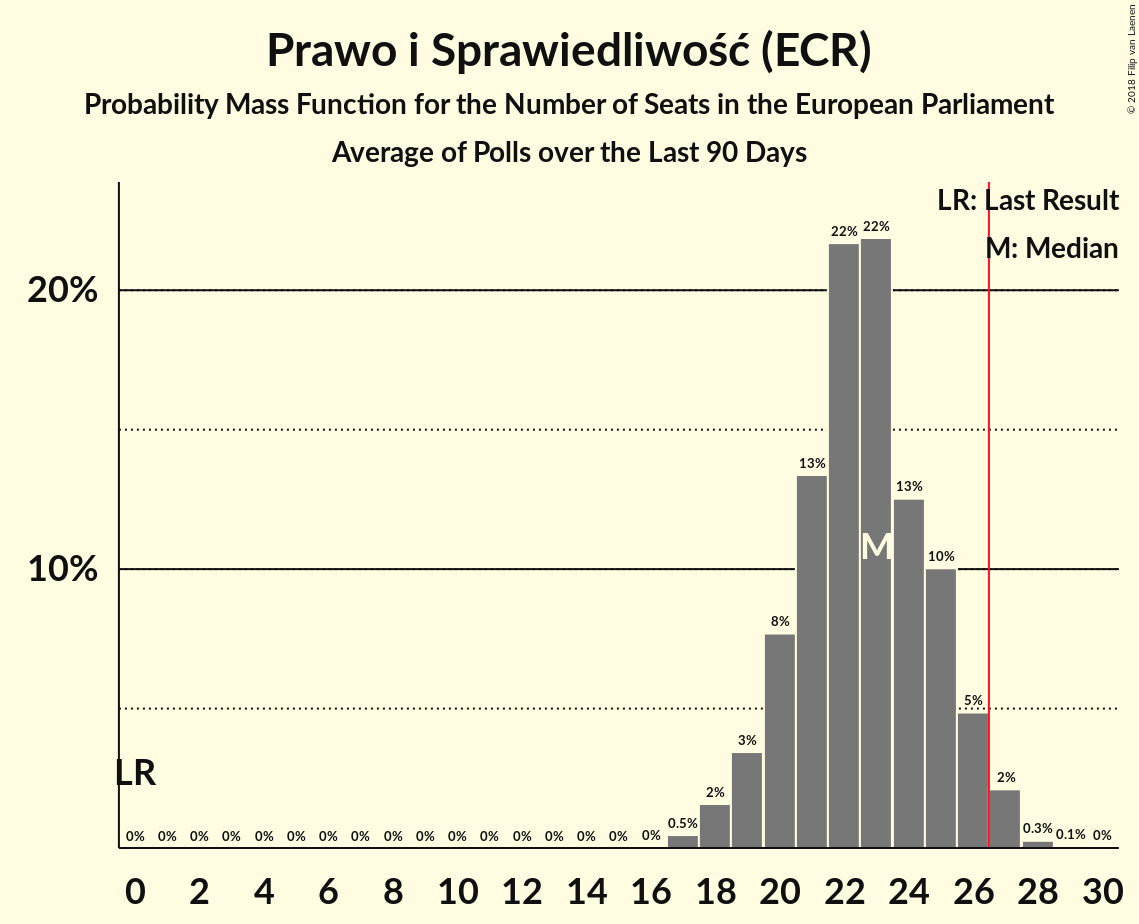 Prawo i Sprawiedliwość (ECR)
Probability Mass Function for the Number of Seats in the European Parliament
Average of Polls over the Last 90 Days
© 2018 Filip van Laenen
LR: Last Result
M: Median
22% 22%
20%
13% 13%
M
10%
10%
8%
5%
3%
LR
2% 2%
0% 0% 0% 0% 0% 0% 0% 0% 0% 0% 0% 0% 0% 0% 0% 0% 0% 0.5% 0.3% 0.1% 0%
0 2 4 6 8 10 12 14 16 18 20 22 24 26 28 30